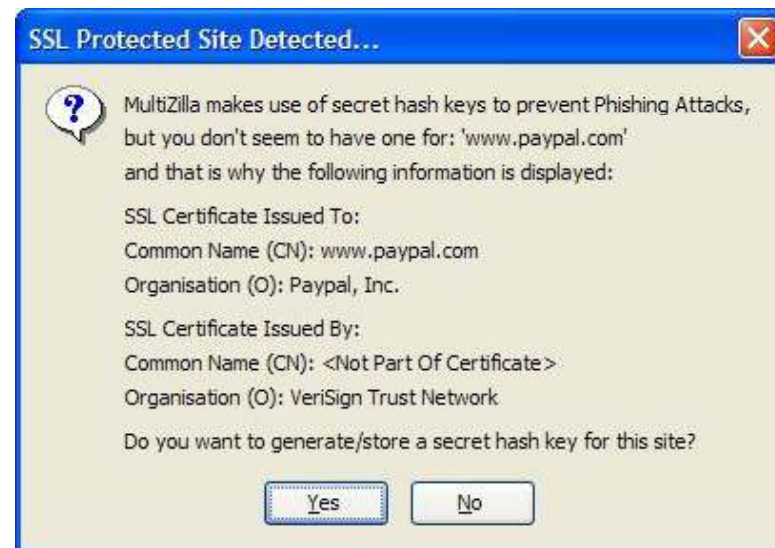 SSL Protected Site Detected...
MultiZilla makes use of secret hash keys to prevent Phishing Attacks,
but you don't seem to have one for: 'www.paypal.com'
and that is why the following information is displayed:
SSL Certificate Issued To:
Common Name (CN): www.paypal.com
Organisation (O): Paypal, Inc.
SSL Certificate Issued By:
Common Name (CN): <Not Part Of Certificate>
Organisation (O): VeriSign Trust Network
Do you want to generate/store a secret hash key for this site?
Yes No